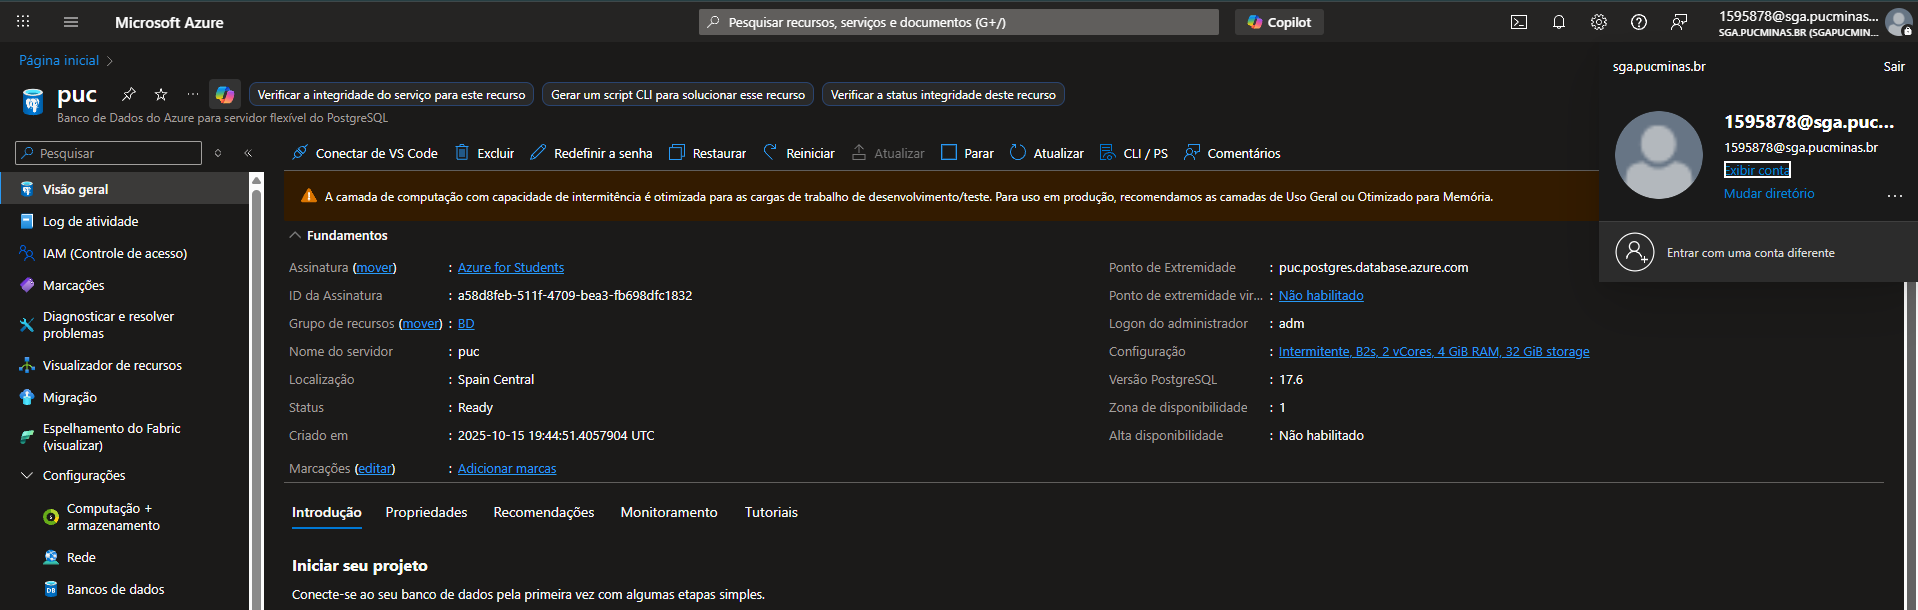 Microsoft Azure
Pesquisar recursos, serviços e documentos (G+/)
Copilot
1595878@sga.pucminas...
SGA.PUCMINAS.BR (SGAPUCMIN...
Página inicial
sga.pucminas.br
Sair
puc
Verificar a integridade do serviço para este recurso
Gerar um script CLI para solucionar esse recurso
Verificar a status integridade deste recurso
Banco de Dados do Azure para servidor flexível do PostgreSQL
1595878@sga.puc...
1595878@sga.pucminas.br
Exibir conta
Mudar diretório
Entrar com uma conta diferente
Pesquisar
Conectar de VS Code
Excluir
Redefinir a senha
Restaurar
Reiniciar
Atualizar
Parar
Atualizar
CLI / PS
Comentários
Visão geral
Log de atividade
IAM (Controle de acesso)
Marcações
Diagnosticar e resolver
problemas
Visualizador de recursos
Migração
Espelhamento do Fabric
(visualizar)
Configurações
Computação +
armazenamento
Rede
Bancos de dados
A camada de computação com capacidade de intermitência é otimizada para as cargas de trabalho de desenvolvimento/teste. Para uso em produção, recomendamos as camadas de Uso Geral ou Otimizado para Memória.
Fundamentos
Assinatura (mover) : Azure for Students
ID da Assinatura : a58d8feb-511f-4709-bea3-fb698dfc1832
Grupo de recursos (mover) : BD
Nome do servidor : puc
Localização : Spain Central
Status : Ready
Criado em : 2025-10-15 19:44:51.4057904 UTC
Marcações (editar) : Adicionar marcas
Ponto de Extremidade : puc.postgres.database.azure.com
Ponto de extremidade vir... : Não habilitado
Logon do administrador : adm
Configuração : Intermitente, B2s, 2 vCores, 4 GiB RAM, 32 GiB storage
Versão PostgreSQL : 17.6
Zona de disponibilidade : 1
Alta disponibilidade : Não habilitado
Introdução
Propriedades
Recomendações
Monitoramento
Tutoriais
Iniciar seu projeto
Conecte-se ao seu banco de dados pela primeira vez com algumas etapas simples.